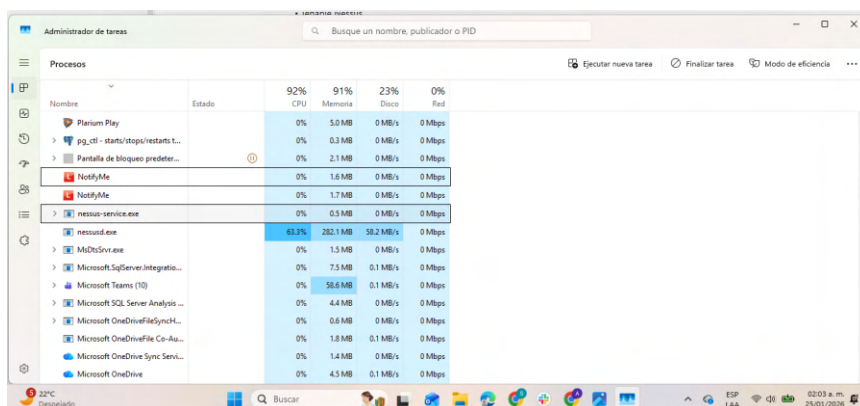 • Tenable Nessus
Administrador de tareas
Busque un nombre, publicador o PID
Procesos
Ejecutar nueva tarea
Finalizar tarea
Modo de eficiencia
92% 91% 23% 0%
Nombre Estado CPU Memoria Disco Red
Plarium Play 0% 5.0 MB 0 MB/s 0 Mbps
pg_ctl - starts/stops/restarts t... 0% 0.3 MB 0 MB/s 0 Mbps
Pantalla de bloqueo predeter... 0% 2.1 MB 0 MB/s 0 Mbps
NotifyMe 0% 1.6 MB 0 MB/s 0 Mbps
NotifyMe 0% 1.7 MB 0 MB/s 0 Mbps
nessus-service.exe 0% 0.5 MB 0 MB/s 0 Mbps
nessusd.exe 63.3% 282.1 MB 58.2 MB/s 0 Mbps
MsDtsSrvr.exe 0% 1.5 MB 0 MB/s 0 Mbps
Microsoft.SqlServer.Integratio... 0% 7.5 MB 0.1 MB/s 0 Mbps
Microsoft Teams (10) 0% 58.6 MB 0.1 MB/s 0 Mbps
Microsoft SQL Server Analysis ... 0% 4.4 MB 0 MB/s 0 Mbps
Microsoft OneDriveFileSyncH... 0% 0.6 MB 0 MB/s 0 Mbps
Microsoft OneDriveFile Co-Au... 0% 1.8 MB 0.1 MB/s 0 Mbps
Microsoft OneDrive Sync Servi... 0% 1.4 MB 0 MB/s 0 Mbps
Microsoft OneDrive 0% 4.5 MB 0.1 MB/s 0 Mbps
5
22°C
Despejado
Buscar
ESP
LAA
02:03 a. m.
25/01/2026